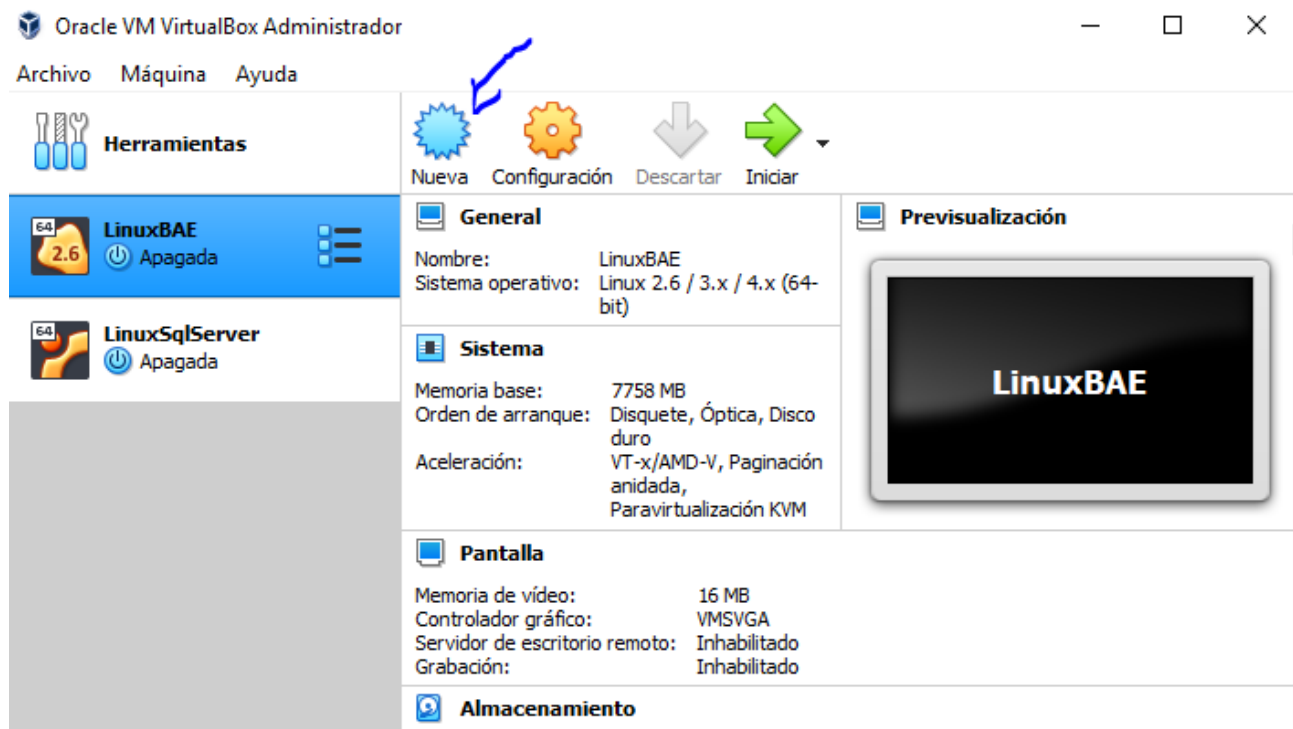 Oracle VM VirtualBox Administrador
Archivo Máquina Ayuda
Herramientas
Nueva Configuración Descartar Iniciar
64
2.6
LinuxBAE
Apagada
64
LinuxSqlServer
Apagada
General
Nombre: LinuxBAE
Sistema operativo: Linux 2.6 / 3.x / 4.x (64-
bit)
Previsualización
LinuxBAE
Sistema
Memoria base: 7758 MB
Orden de arranque: Disquete, Óptica, Disco
duro
Aceleración: VT-x/AMD-V, Paginación
anidada,
Paravirtualización KVM
Pantalla
Memoria de vídeo: 16 MB
Controlador gráfico: VMSVGA
Servidor de escritorio remoto: Inhabilitado
Grabación: Inhabilitado
Almacenamiento